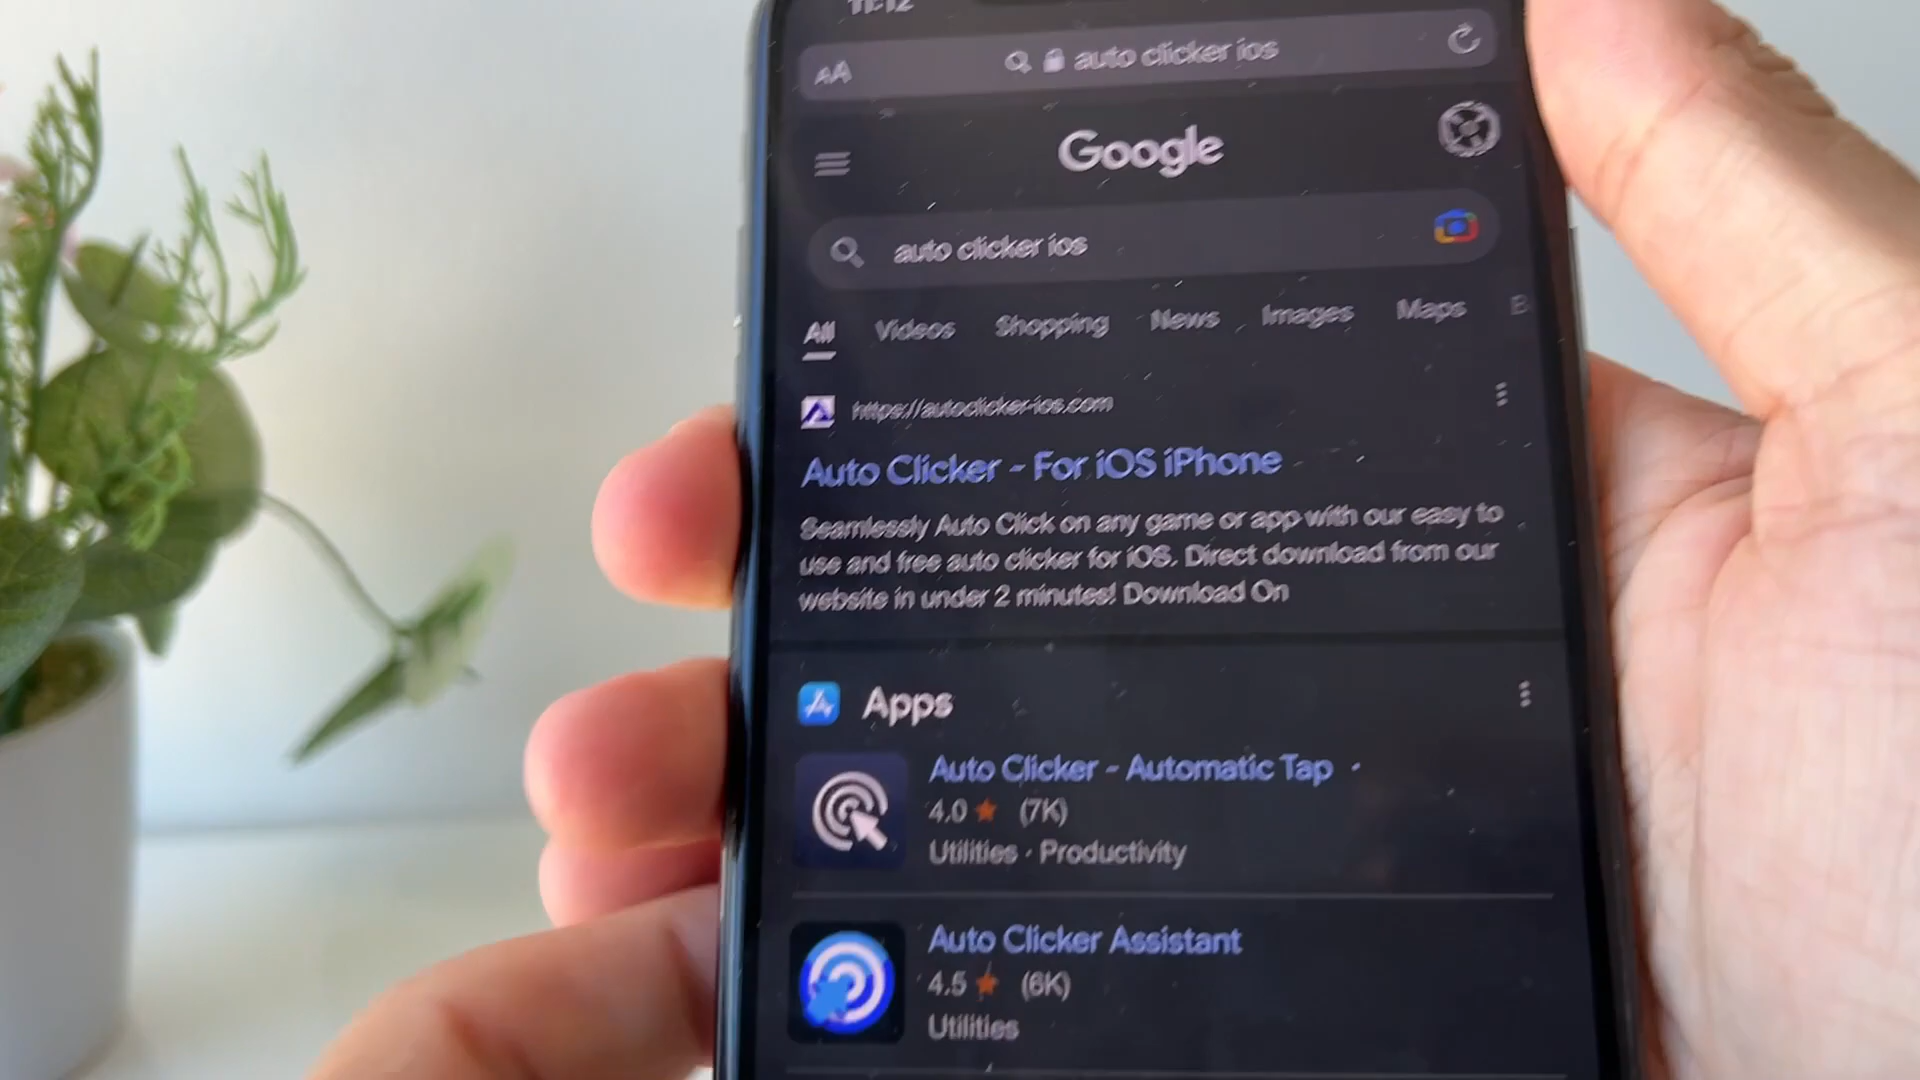 11:12
AA auto clicker ios
Google
auto clicker ios
All Videos Shopping News Images Maps B
https://autoclicker-ios.com
Auto Clicker - For iOS iPhone
Seamlessly Auto Click on any game or app with our easy to
use and free auto clicker for iOS. Direct download from our
website in under 2 minutes! Download On
Apps
Auto Clicker - Automatic Tap
4.0 ★ (7K)
Utilities · Productivity
Auto Clicker Assistant
4.5 ★ (6K)
Utilities